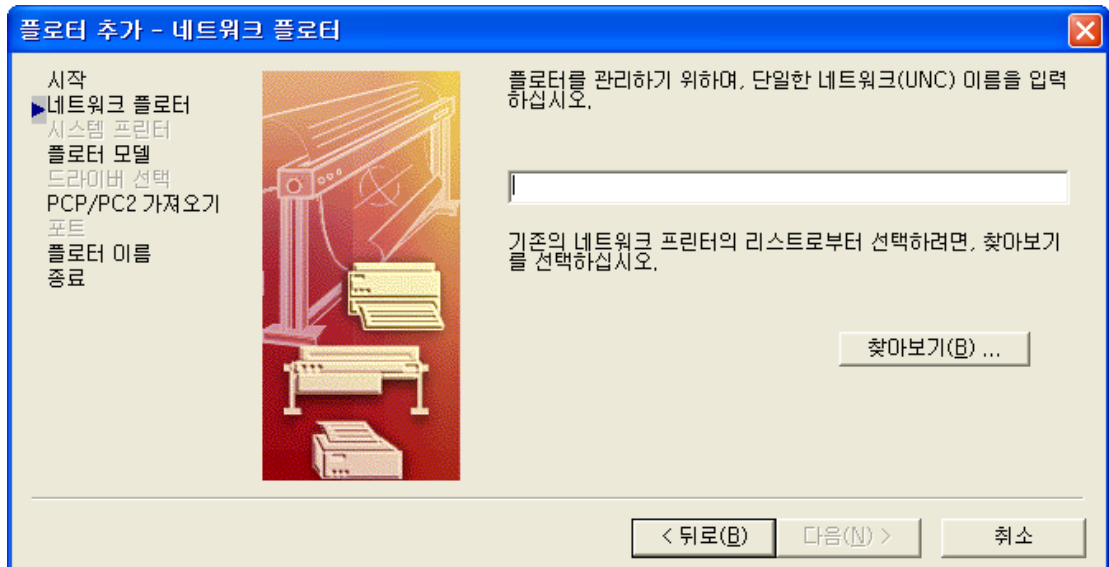 플로터 추가 - 네트워크 플로터
시작
네트워크 플로터
시스템 프린터
플로터 모델
드라이버 선택
PCP/PC2 가져오기
포트
플로터 이름
종료
플로터를 관리하기 위하여, 단일한 네트워크(UNC) 이름을 입력
하십시오.
기존의 네트워크 프린터의 리스트로부터 선택하려면, 찾아보기
를 선택하십시오.
찾아보기(B) ...
< 뒤로(B)
다음(N) >
취소